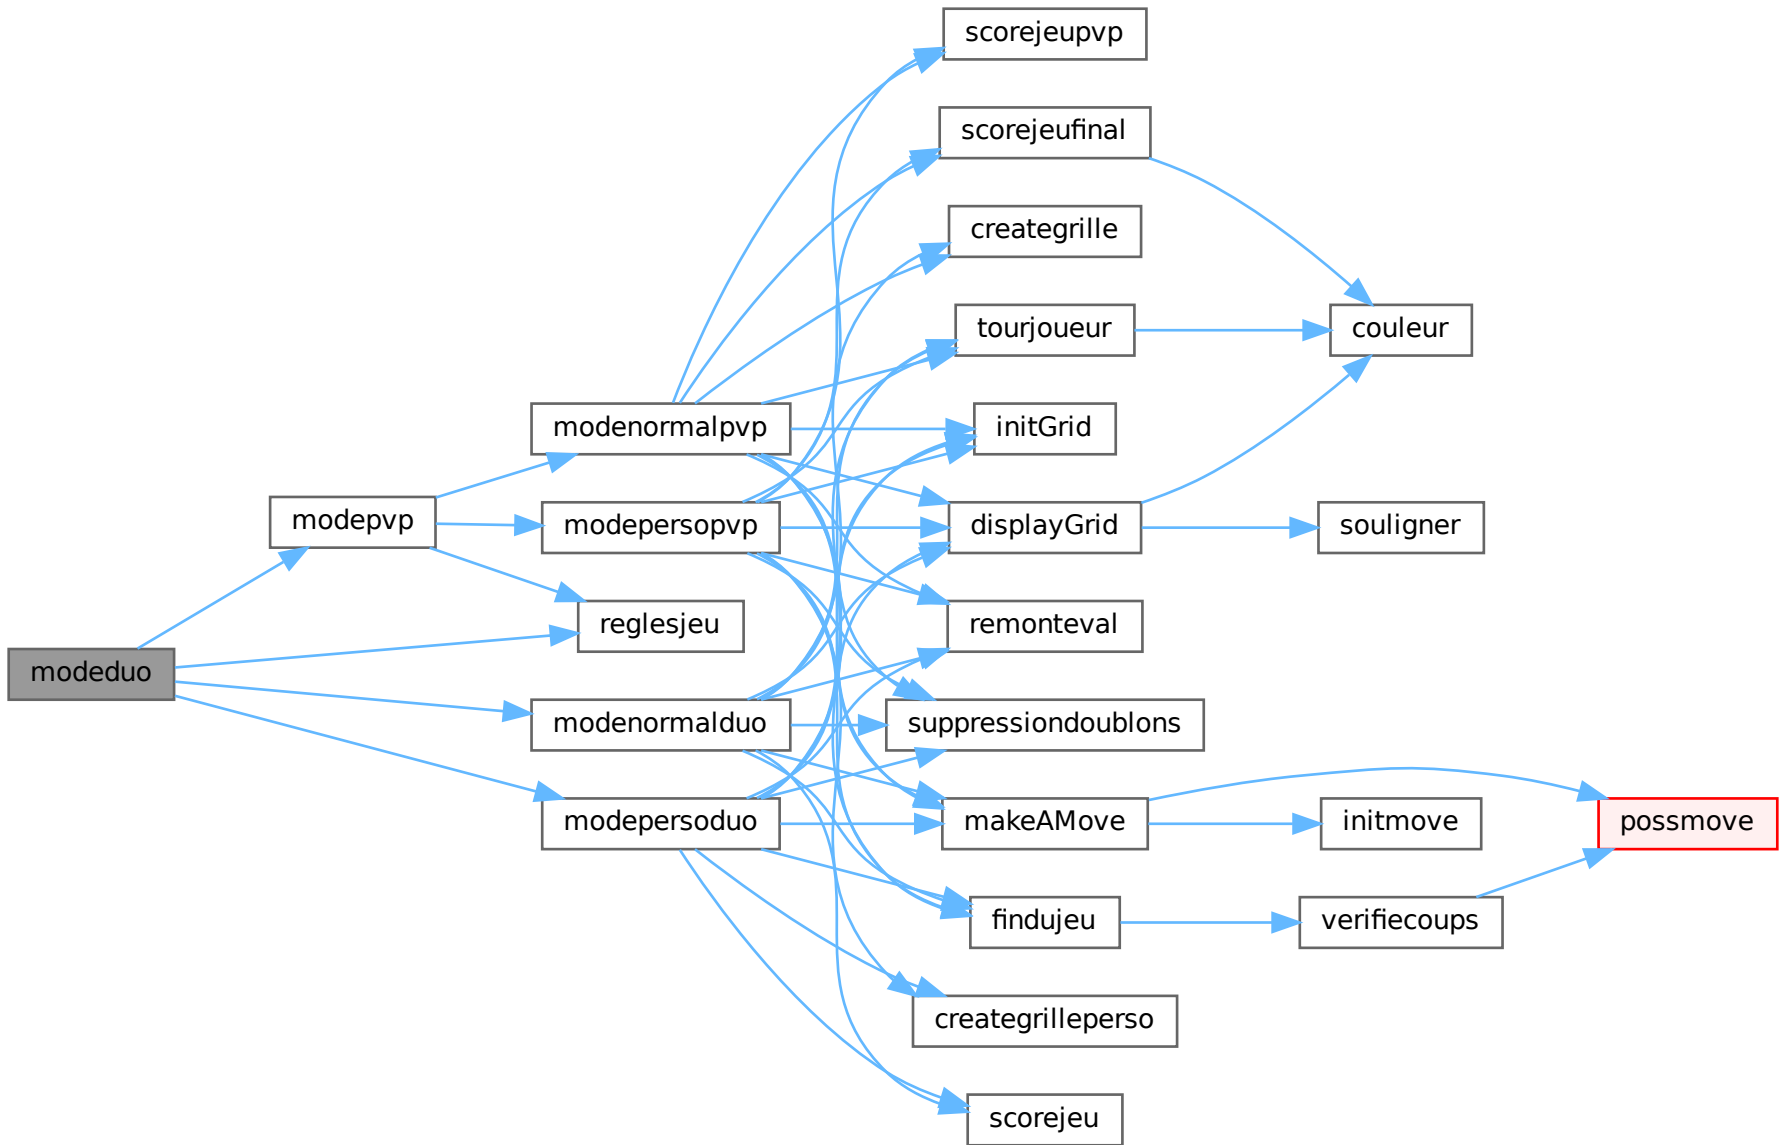 modeduo
modepvp
modenormalpvp
modepersopvp
reglesjeu
modenormalduo
modepersoduo
scorejeupvp
scorejeufinal
creategrille
tourjoueur
initGrid
displayGrid
remonteval
suppressiondoublons
makeAMove
findujeu
creategrilleperso
scorejeu
couleur
souligner
initmove
verifiecoups
possmove